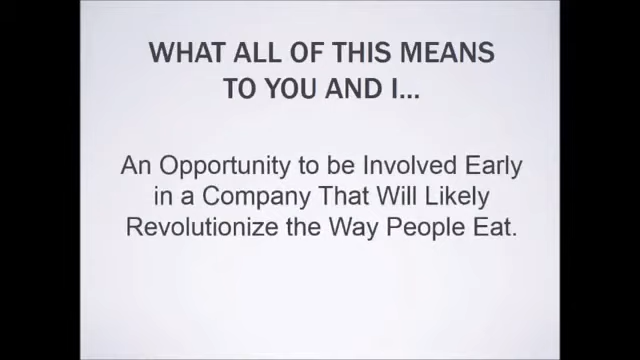 WHAT ALL OF THIS MEANS
TO YOU AND I...
An Opportunity to be Involved Early
in a Company That Will Likely
Revolutionize the Way People Eat.